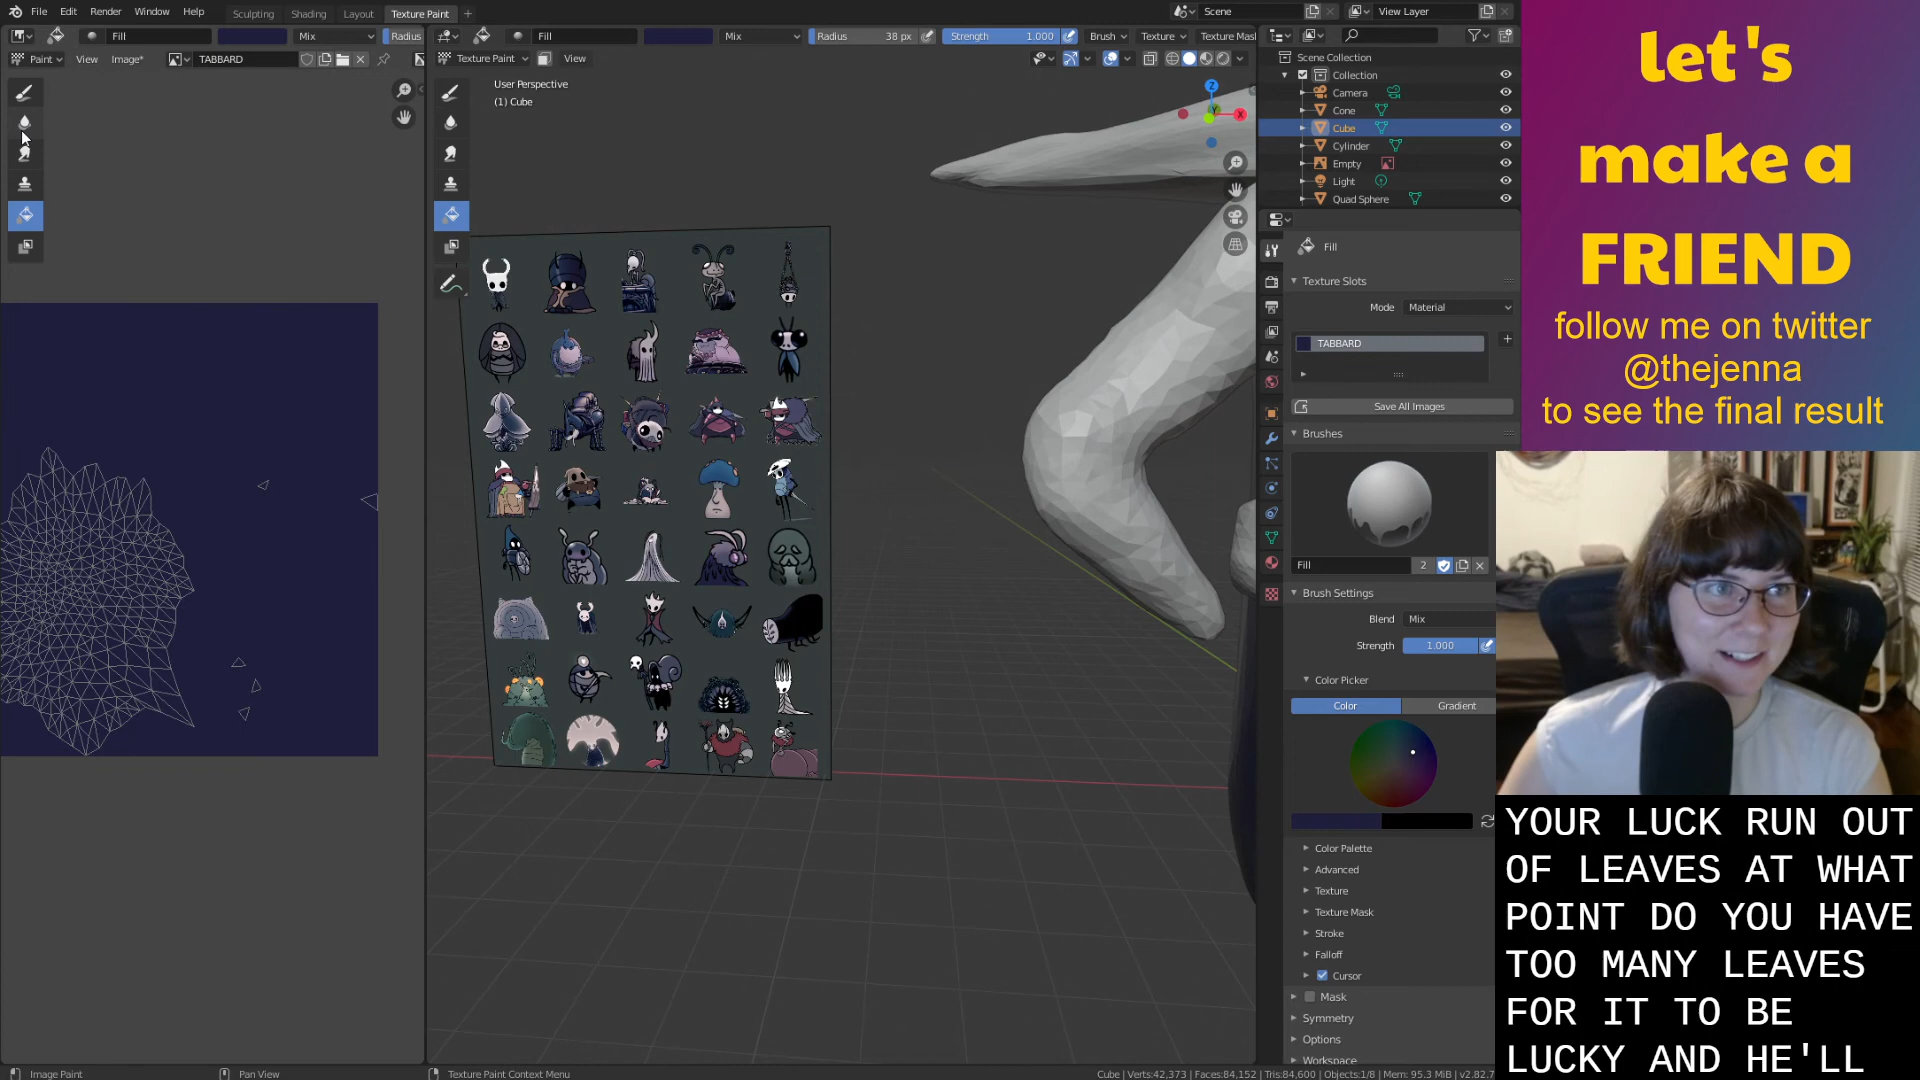 File Edit Render Window Help Sculpting Shading Layout Texture Paint + Scene View Layer
Fill Mix Radius Fill Mix Radius 38 px Strength 1.000 Brush Texture Texture Mask
Paint View Image* TABBARD Texture Paint View
User Perspective
(1) Cube
Z
Y
X
Scene Collection
Collection
Camera
Cone
Cube
Cylinder
Empty
Light
Quad Sphere
Fill
Texture Slots
Mode Material
TABBARD
Save All Images
Brushes
Fill 2
Brush Settings
Blend Mix
Strength 1.000
Color Picker
Color Gradient
Color Palette
Advanced
Texture
Texture Mask
Stroke
Falloff
Cursor
Mask
Symmetry
Options
Workspace
let's
make a
FRIEND
follow me on twitter
@thejenna
to see the final result
YOUR LUCK RUN OUT
OF LEAVES AT WHAT
POINT DO YOU HAVE
TOO MANY LEAVES
FOR IT TO BE
LUCKY AND HE'LL
Image Paint Pan View Texture Paint Context Menu Cube | Verts:42,373 | Faces:84,152 | Tris:84,600 | Objects:1/8 | Mem: 95.3 MiB | v2.82.7